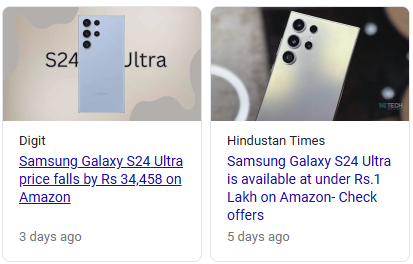 S24 Ultra
Digit
Samsung Galaxy S24 Ultra
price falls by Rs 34,458 on
Amazon
3 days ago
HT TECH
Hindustan Times
Samsung Galaxy S24 Ultra
is available at under Rs.1
Lakh on Amazon- Check
offers
5 days ago